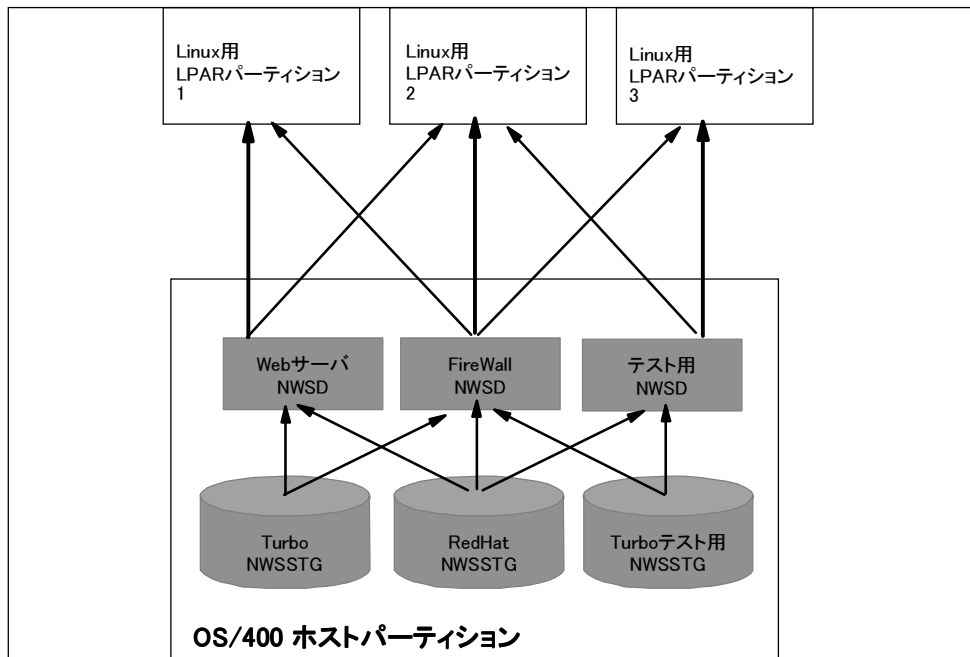 Linux用
LPARパーティション
1
Linux用
LPARパーティション
2
Linux用
LPARパーティション
3
Webサーバ
NWSD
FireWall
NWSD
テスト用
NWSD
Turbo
NWSSTG
RedHat
NWSSTG
Turboテスト用
NWSSTG
OS/400 ホストパーティション